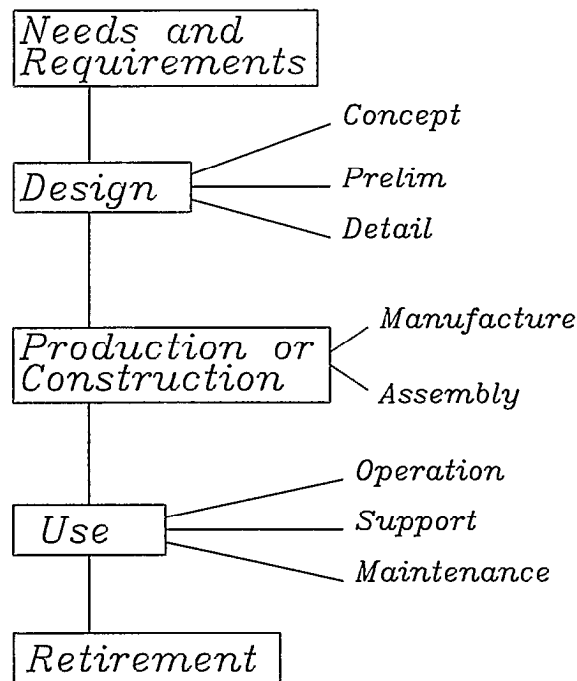 Needs and
Requirements
Concept
Design
Prelim
Detail
Production or
Construction
Manufacture
Assembly
Operation
Use
Support
Maintenance
Retirement